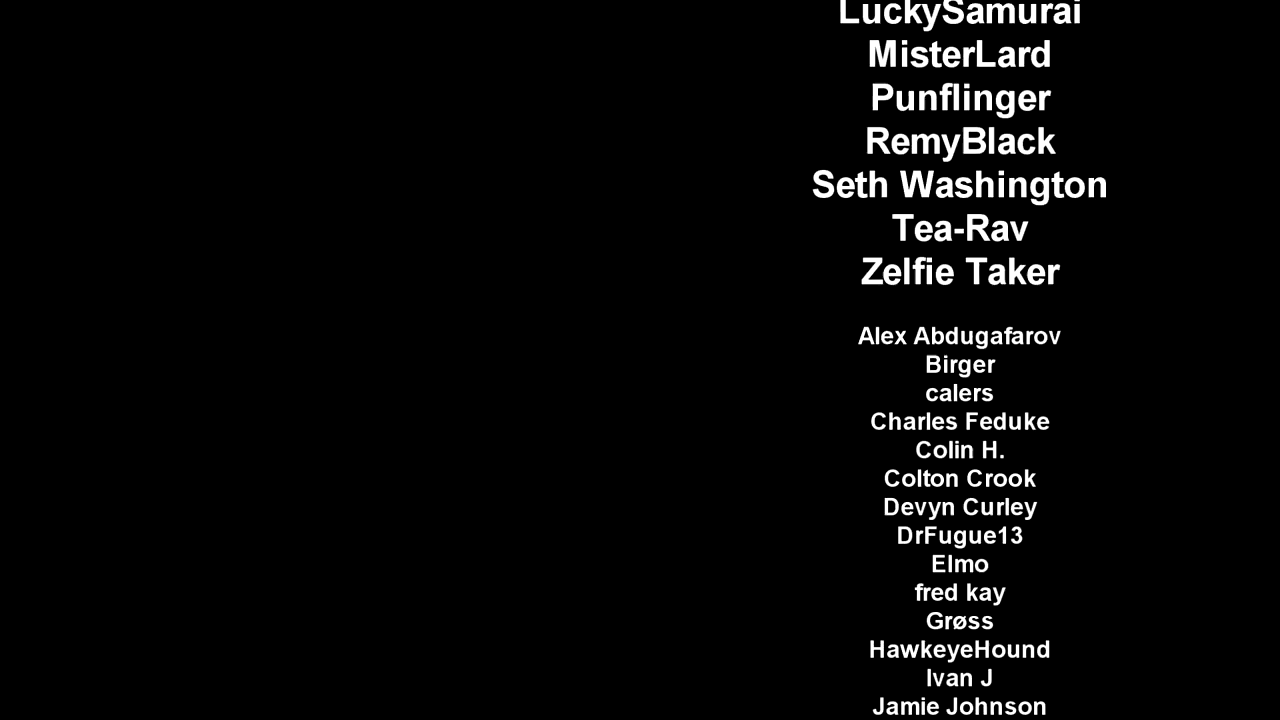 LuckySamurai
MisterLard
Punflinger
RemyBlack
Seth Washington
Tea-Rav
Zelfie Taker
Alex Abdugafarov
Birger
calers
Charles Feduke
Colin H.
Colton Crook
Devyn Curley
DrFugue13
Elmo
fred kay
Grøss
HawkeyeHound
Ivan J
Jamie Johnson